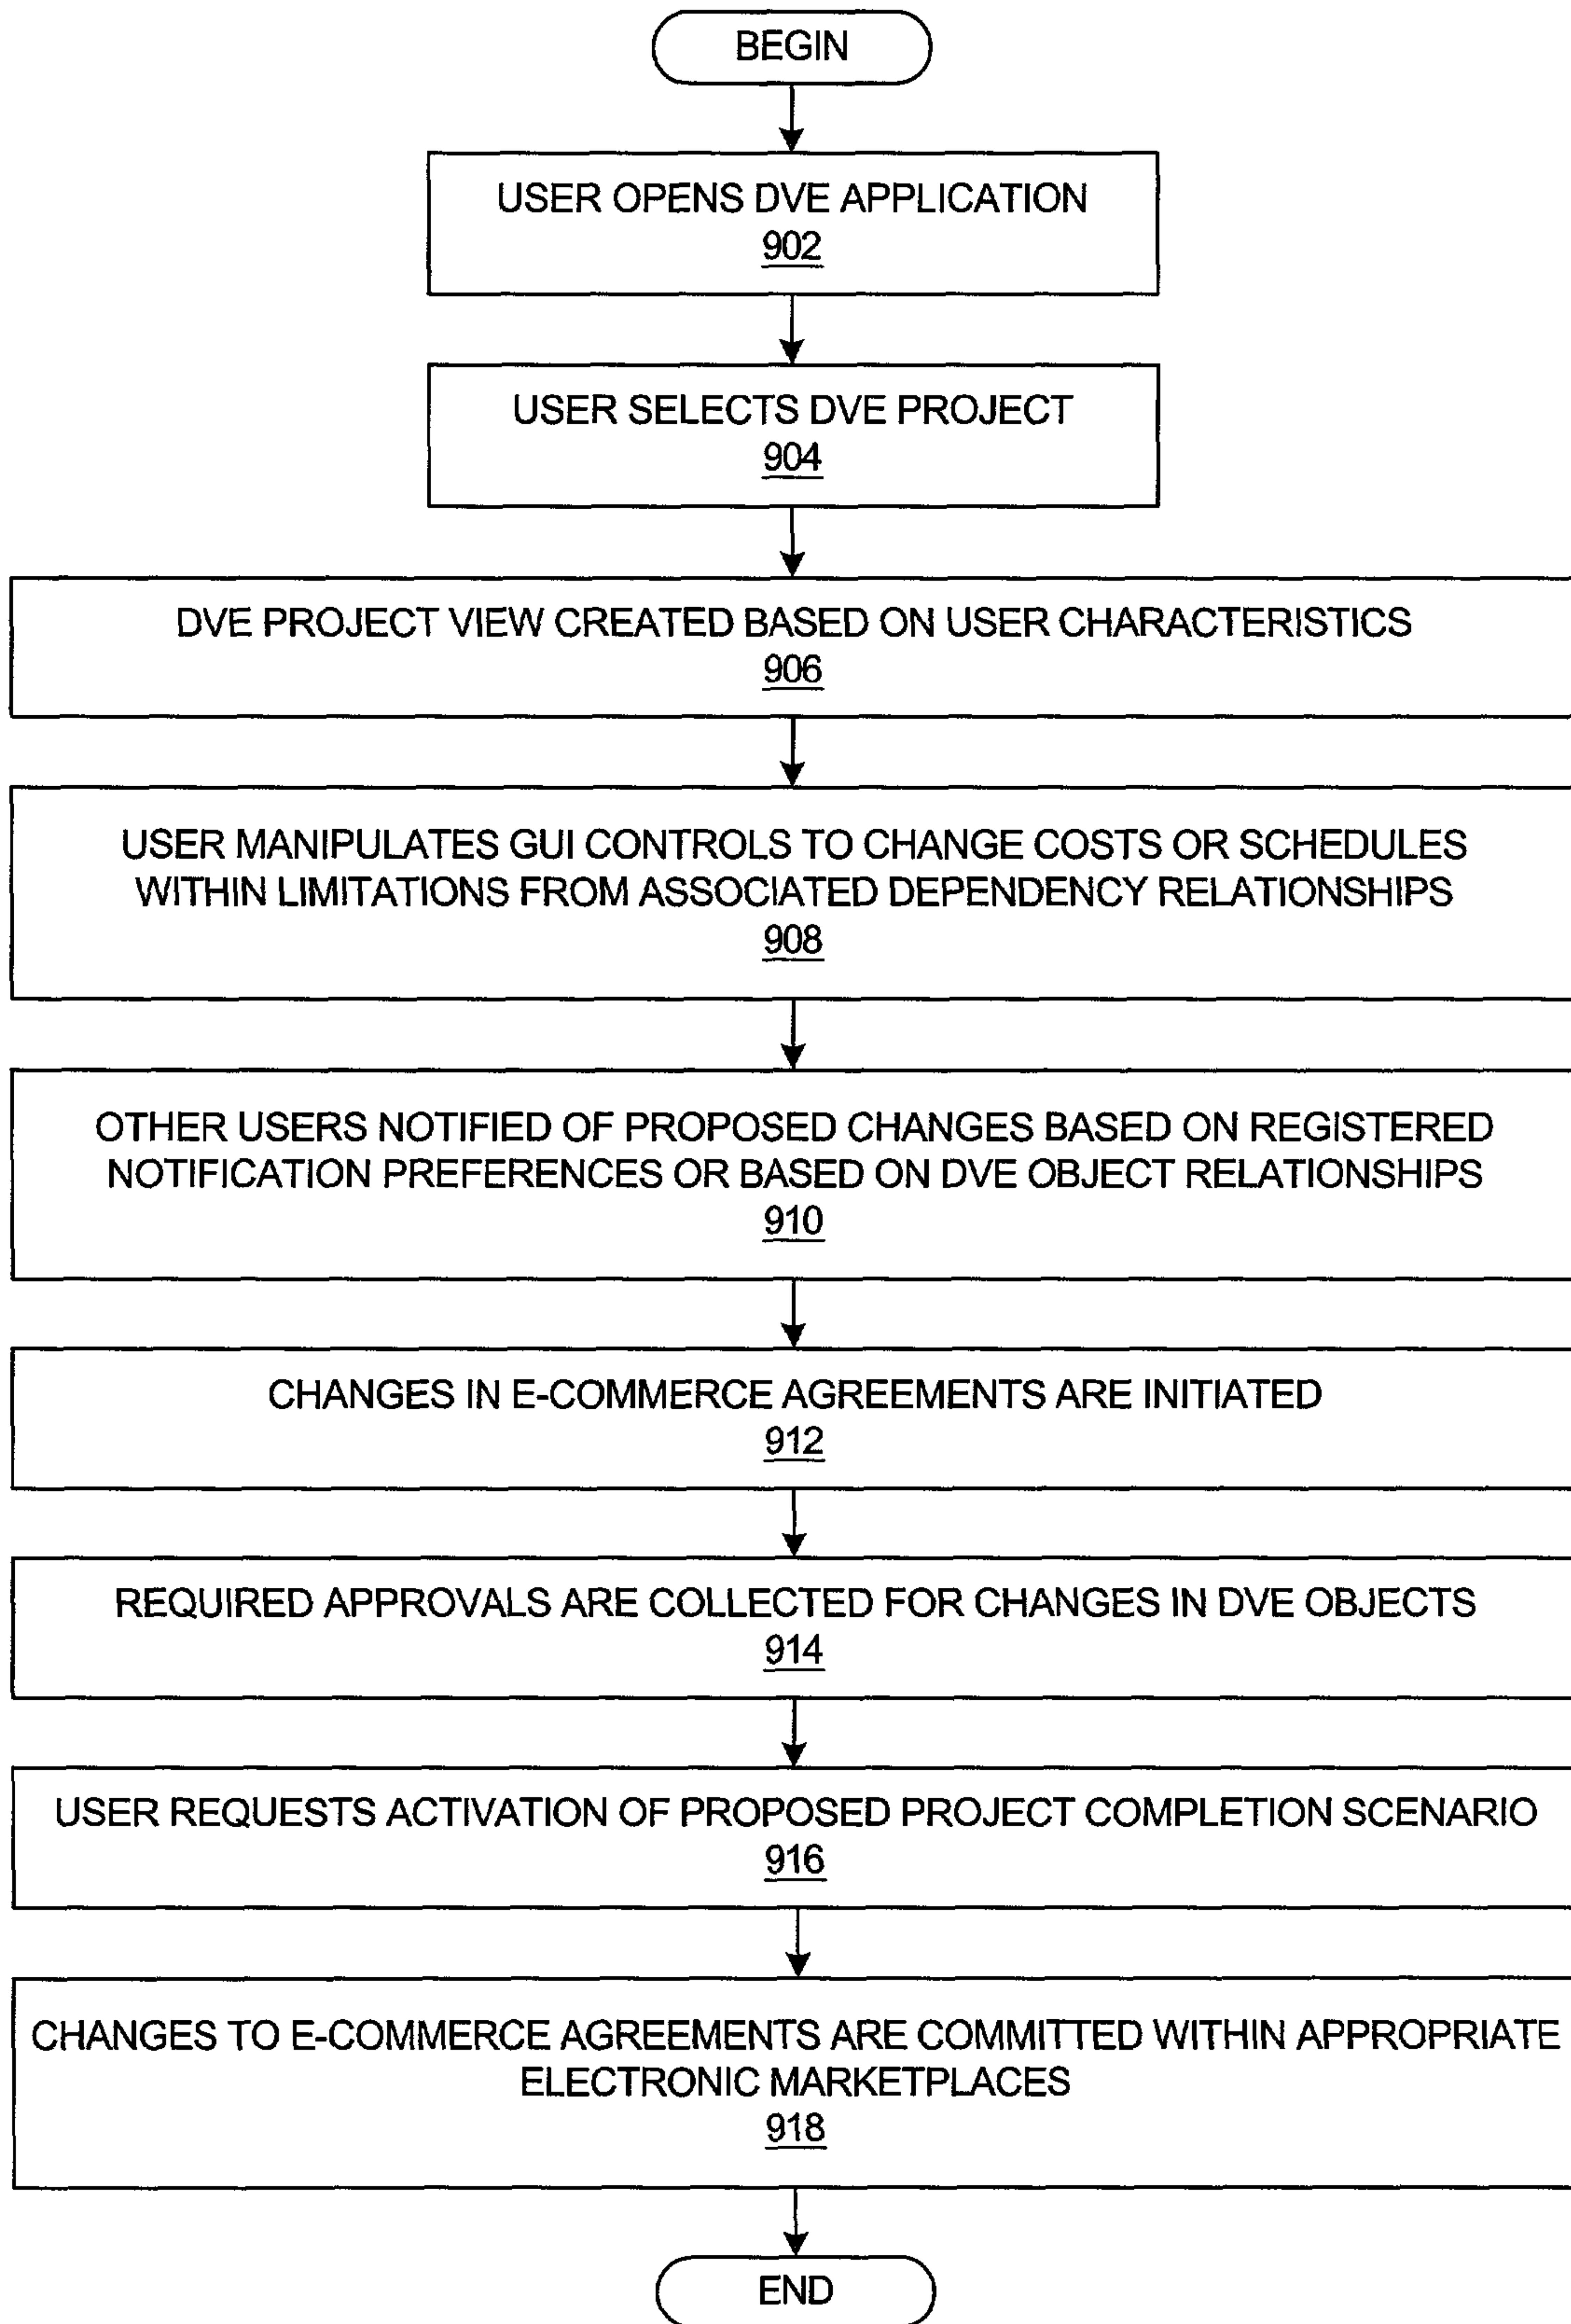 BEGIN
USER OPENS DVE APPLICATION
902
USER SELECTS DVE PROJECT
904
DVE PROJECT VIEW CREATED BASED ON USER CHARACTERISTICS
906
USER MANIPULATES GUI CONTROLS TO CHANGE COSTS OR SCHEDULES
WITHIN LIMITATIONS FROM ASSOCIATED DEPENDENCY RELATIONSHIPS
908
OTHER USERS NOTIFIED OF PROPOSED CHANGES BASED ON REGISTERED
NOTIFICATION PREFERENCES OR BASED ON DVE OBJECT RELATIONSHIPS
910
CHANGES IN E-COMMERCE AGREEMENTS ARE INITIATED
912
REQUIRED APPROVALS ARE COLLECTED FOR CHANGES IN DVE OBJECTS
914
USER REQUESTS ACTIVATION OF PROPOSED PROJECT COMPLETION SCENARIO
916
CHANGES TO E-COMMERCE AGREEMENTS ARE COMMITTED WITHIN APPROPRIATE
ELECTRONIC MARKETPLACES
918
END